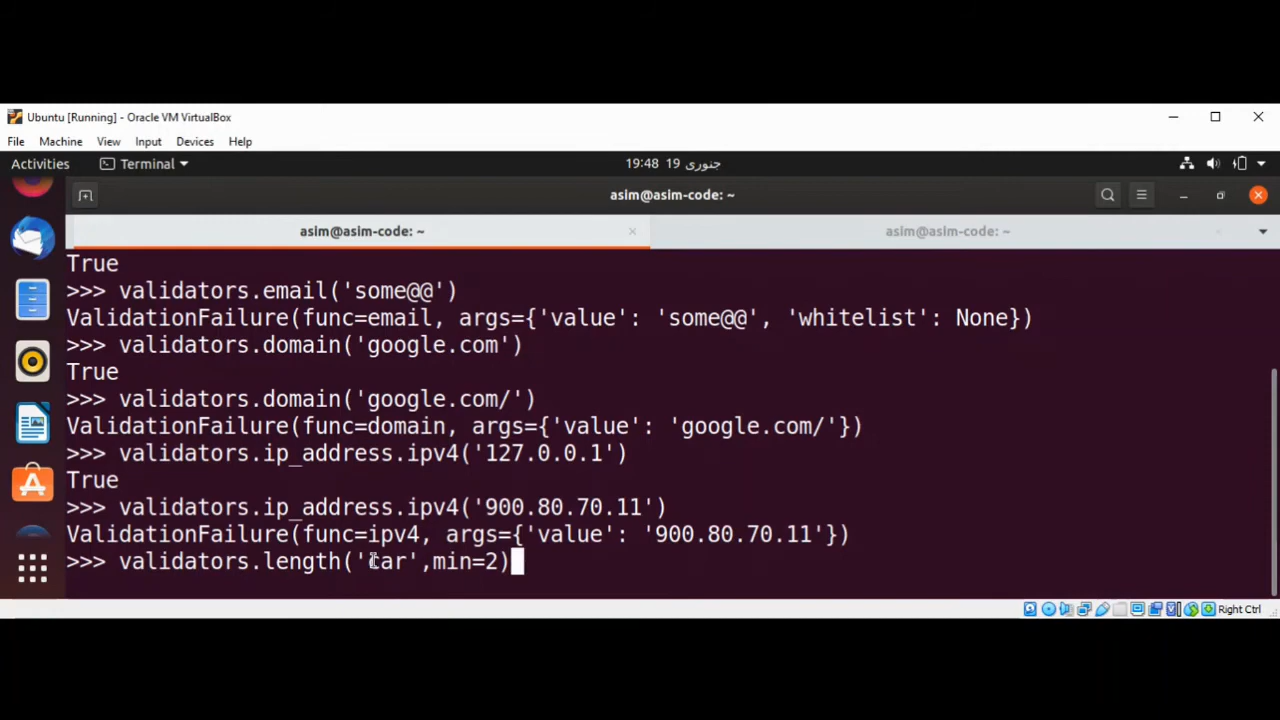 Ubuntu [Running] - Oracle VM VirtualBox
File Machine View Input Devices Help
Activities Terminal 19:48 19 جنوری
asim@asim-code: ~
asim@asim-code: ~ asim@asim-code: ~
True
>>> validators.email('some@@')
ValidationFailure(func=email, args={'value': 'some@@', 'whitelist': None})
>>> validators.domain('google.com')
True
>>> validators.domain('google.com/')
ValidationFailure(func=domain, args={'value': 'google.com/'})
>>> validators.ip_address.ipv4('127.0.0.1')
True
>>> validators.ip_address.ipv4('900.80.70.11')
ValidationFailure(func=ipv4, args={'value': '900.80.70.11'})
>>> validators.length('car',min=2)
Right Ctrl